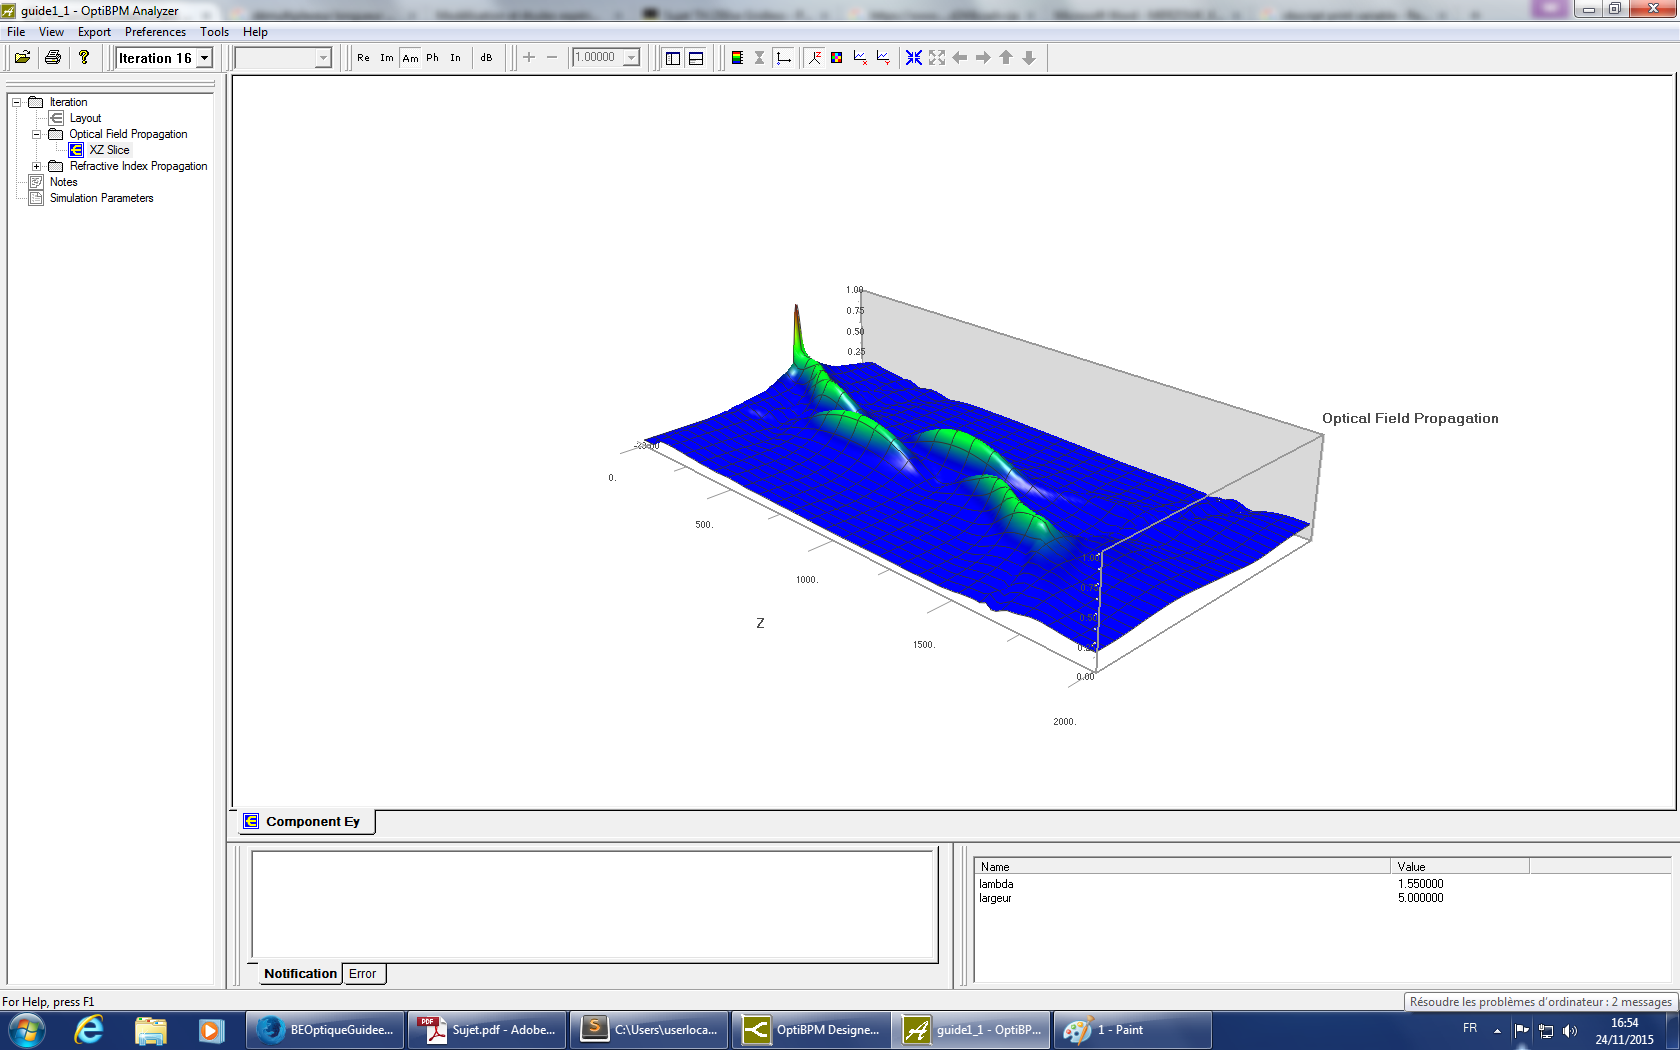 guide1_1 - OptiBPM Analyzer
File View Export Preferences Tools Help
Iteration 16 Re Im Am Ph In dB 1.00000
Iteration
Layout
Optical Field Propagation
XZ Slice
Refractive Index Propagation
Notes
Simulation Parameters
1.00
0.75
0.50
0.25
Optical Field Propagation
0.
500.
1000.
Z
1500.
2000.
1.00
0.75
0.50
0.00
Component Ey
Name Value
lambda 1.550000
largeur 5.000000
Notification Error
For Help, press F1
Résoudre les problèmes d'ordinateur : 2 messages
BEOptiqueGuidee...
Sujet.pdf - Adobe...
C:\Users\userloca...
OptiBPM Designe...
guide1_1 - OptiBP...
1 - Paint
FR
16:54
24/11/2015